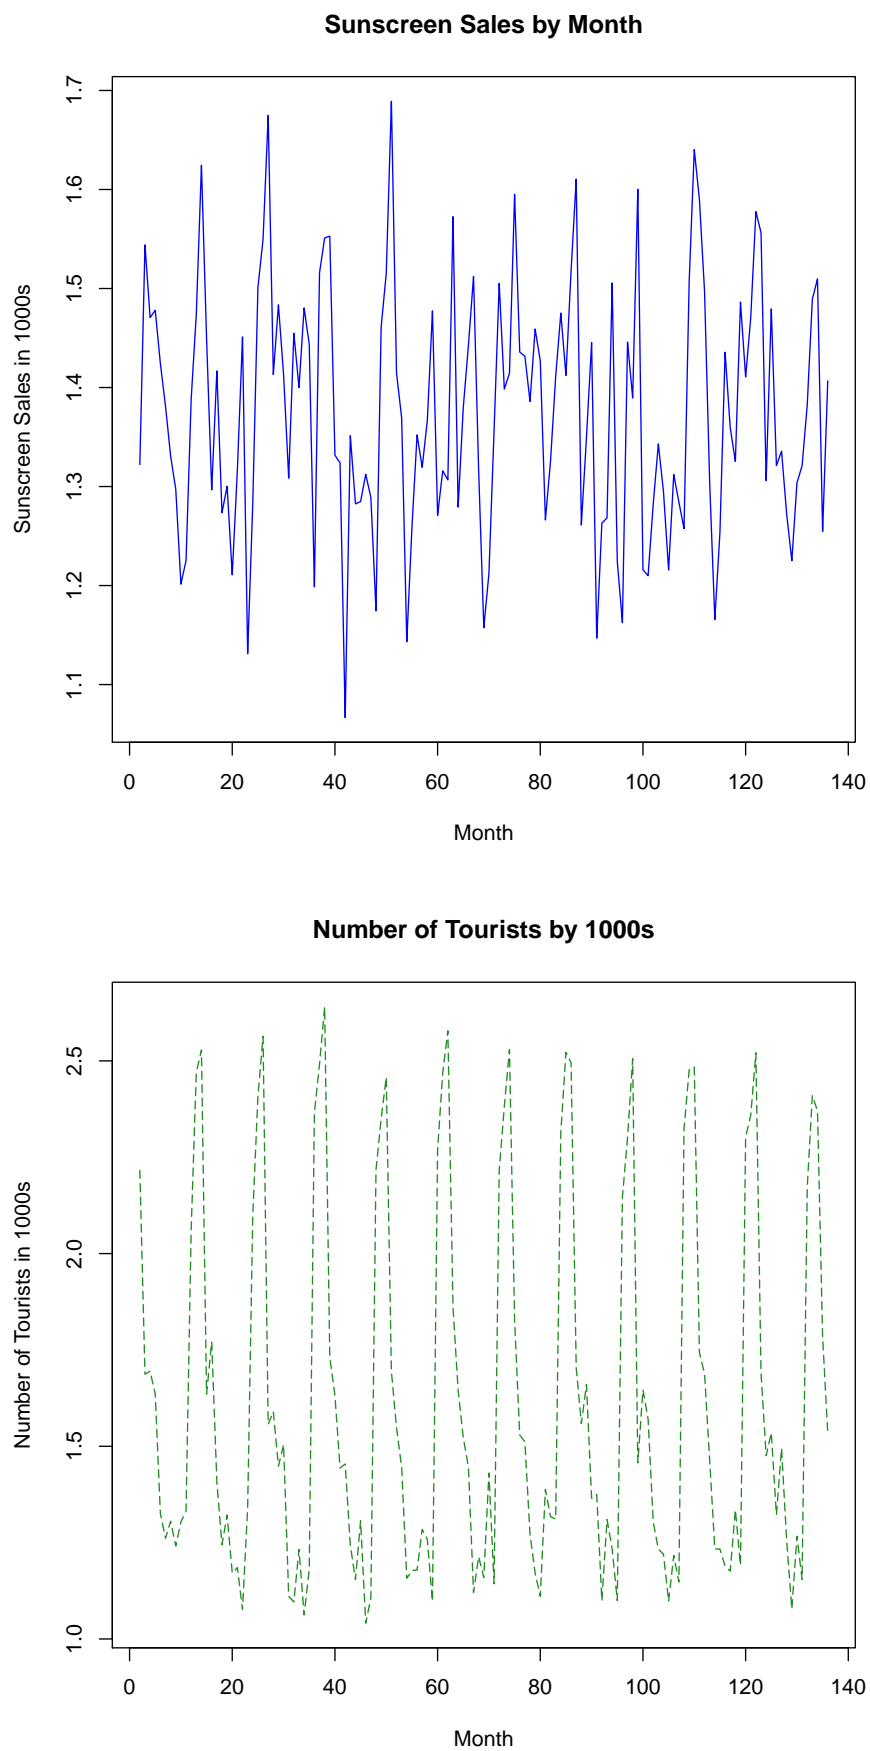 Sunscreen Sales by Month
Sunscreen Sales in 1000s
1.7
1.6
1.5
1.4
1.3
1.2
1.1
0 20 40 60 80 100 120 140
Month
Number of Tourists by 1000s
Number of Tourists in 1000s
2.5
2.0
1.5
1.0
0 20 40 60 80 100 120 140
Month